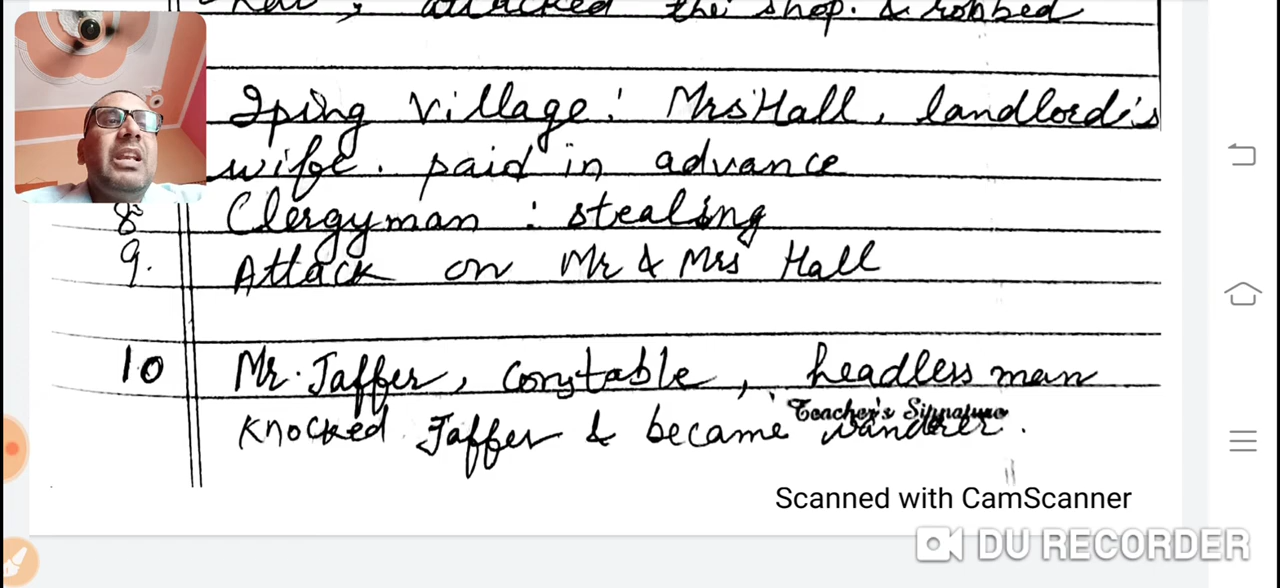 attacked the shop. & robbed
Iping Village: Mrs Hall, landlord's
wife. paid in advance
8 Clergyman : stealing
9. Attack on Mr & Mrs Hall
10 Mr. Jaffer, constable, headless man
Teacher's Signature
knocked Jaffer & became wanderer.
Scanned with CamScanner
DU RECORDER